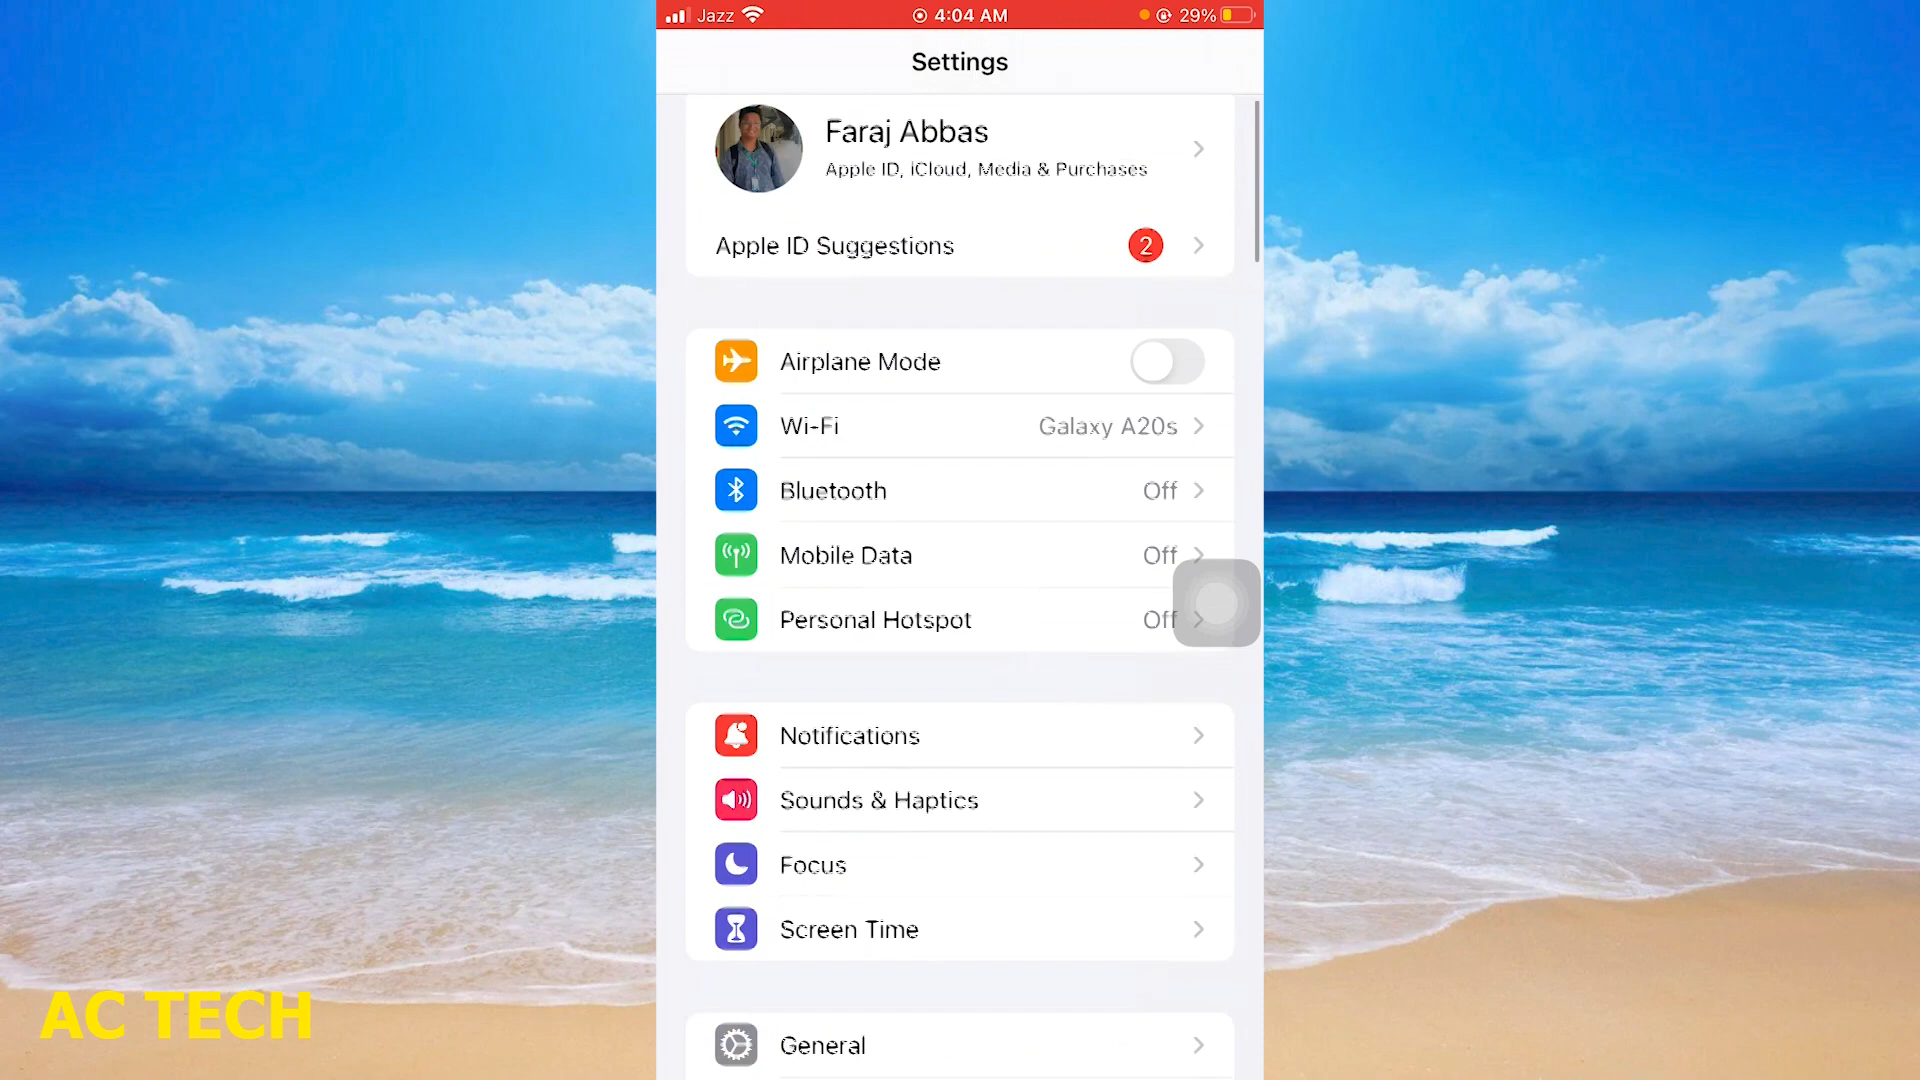 Jazz 4:04 AM 29%
Settings
Faraj Abbas
Apple ID, iCloud, Media & Purchases
Apple ID Suggestions 2
Airplane Mode
Wi-Fi Galaxy A20s
Bluetooth Off
Mobile Data Off
Personal Hotspot Off
Notifications
Sounds & Haptics
Focus
Screen Time
General
AC TECH